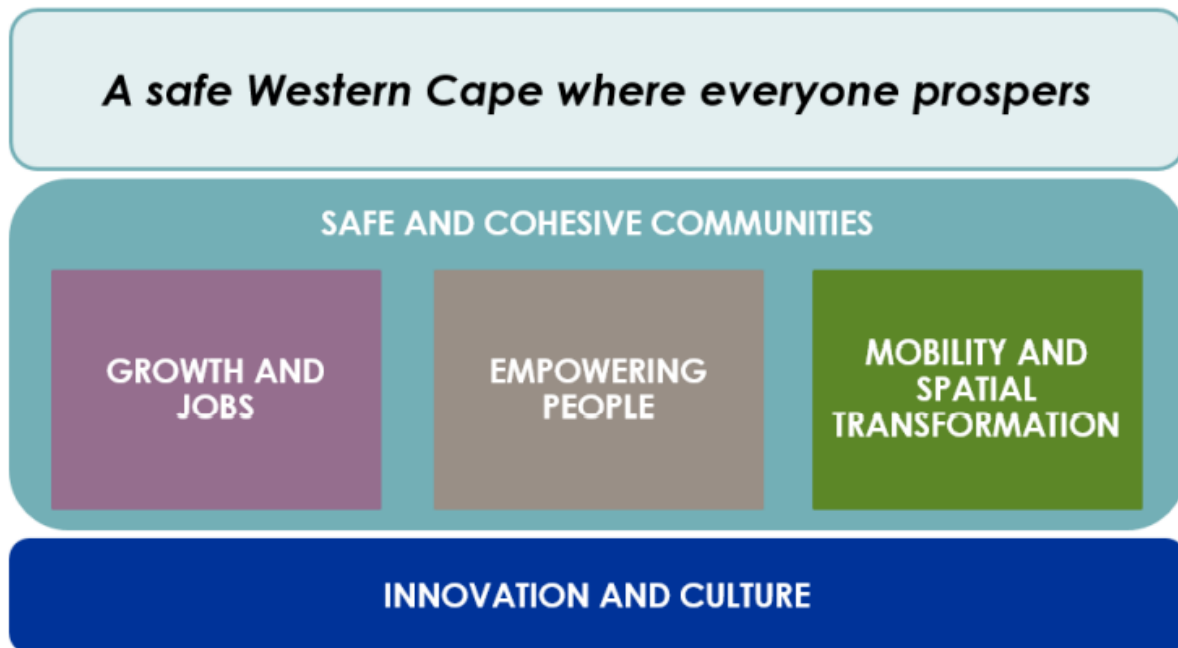 A safe Western Cape where everyone prospers
SAFE AND COHESIVE COMMUNITIES
GROWTH AND
JOBS
EMPOWERING
PEOPLE
MOBILITY AND
SPATIAL
TRANSFORMATION
INNOVATION AND CULTURE